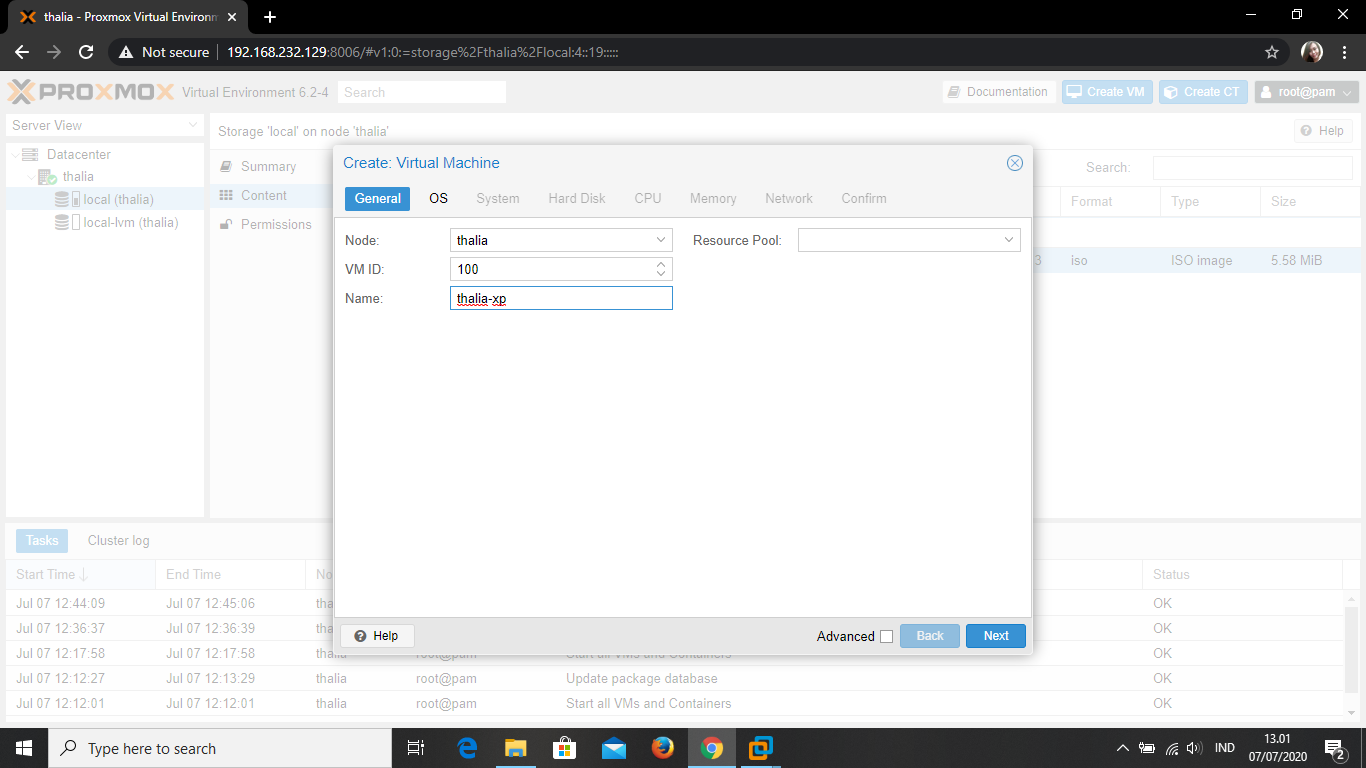 thalia - Proxmox Virtual Environm
Not secure 192.168.232.129:8006/#v1:0:=storage%2Fthalia%2Flocal:4::19:::::
PROXMOX Virtual Environment 6.2-4 Search Documentation Create VM Create CT root@pam
Server View Storage 'local' on node 'thalia' Help
Datacenter
thalia
local (thalia)
local-lvm (thalia)
Summary
Content
Permissions
Search:
Format Type Size
3 iso ISO image 5.58 MiB
Create: Virtual Machine
General OS System Hard Disk CPU Memory Network Confirm
Node: thalia Resource Pool:
VM ID: 100
Name: thalia-xp
Help Advanced Back Next
Tasks Cluster log
Start Time End Time No Status
Jul 07 12:44:09 Jul 07 12:45:06 tha OK
Jul 07 12:36:37 Jul 07 12:36:39 tha OK
Jul 07 12:17:58 Jul 07 12:17:58 thalia root@pam Start all VMs and Containers OK
Jul 07 12:12:27 Jul 07 12:13:29 thalia root@pam Update package database OK
Jul 07 12:12:01 Jul 07 12:12:01 thalia root@pam Start all VMs and Containers OK
Type here to search IND 13.01
07/07/2020
2